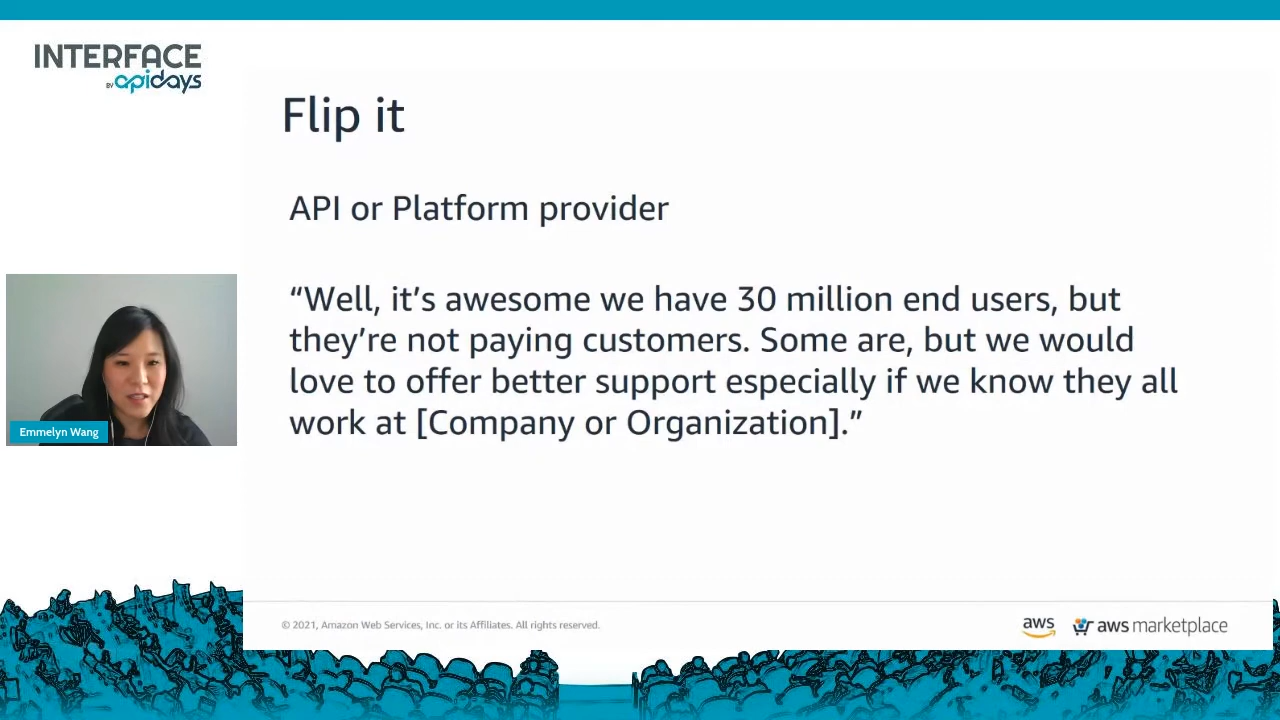 INTERFACE
BY apidays
Flip it
API or Platform provider
“Well, it’s awesome we have 30 million end users, but
they’re not paying customers. Some are, but we would
love to offer better support especially if we know they all
work at [Company or Organization].”
Emmelyn Wang
© 2021, Amazon Web Services, Inc. or its Affiliates. All rights reserved.
aws
aws marketplace